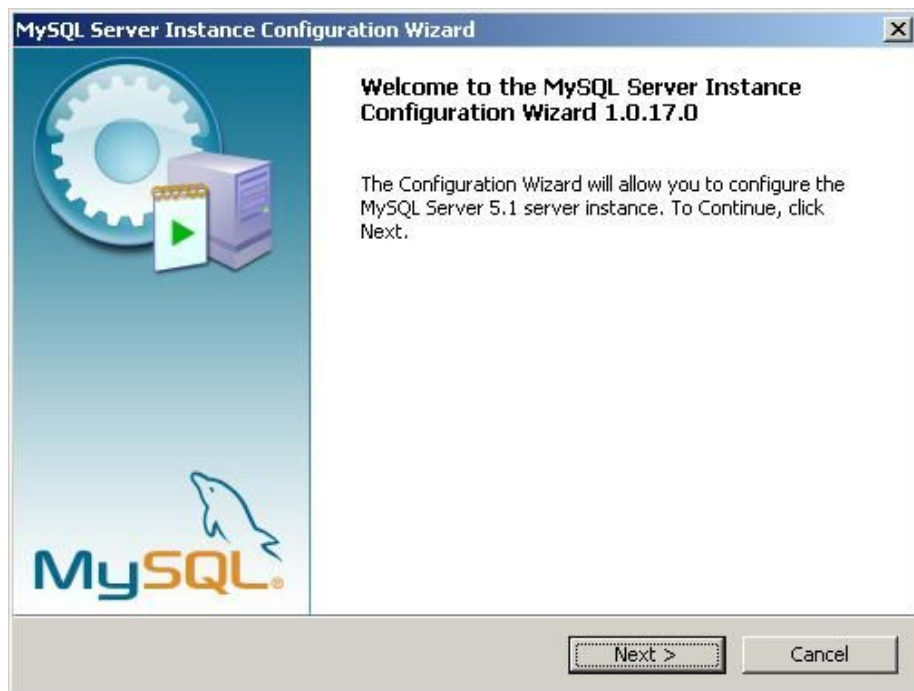 MySQL Server Instance Configuration Wizard
Welcome to the MySQL Server Instance
Configuration Wizard 1.0.17.0
The Configuration Wizard will allow you to configure the
MySQL Server 5.1 server instance. To Continue, click
Next.
MySQL®
Next >
Cancel